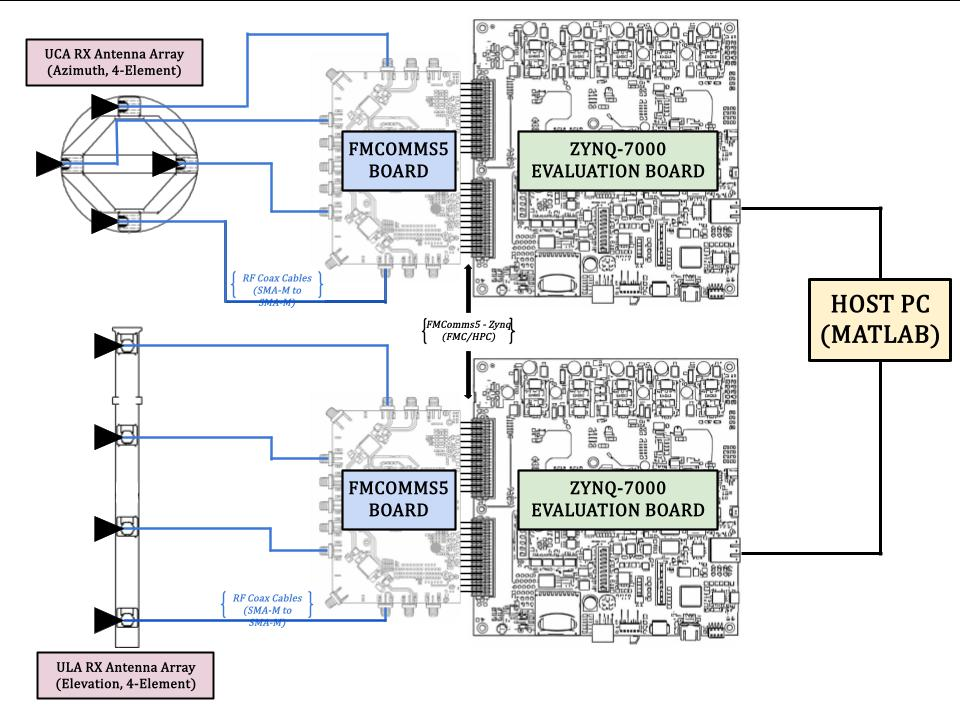 UCA RX Antenna Array
(Azimuth, 4-Element)
FMCOMMS5
BOARD
ZYNQ-7000
EVALUATION BOARD
RF Coax Cables
(SMA-M to
SMA-M)
HOST PC
(MATLAB)
FMComms5 - Zynq
(FMC/HPC)
FMCOMMS5
BOARD
ZYNQ-7000
EVALUATION BOARD
RF Coax Cables
(SMA-M to
SMA-M)
ULA RX Antenna Array
(Elevation, 4-Element)